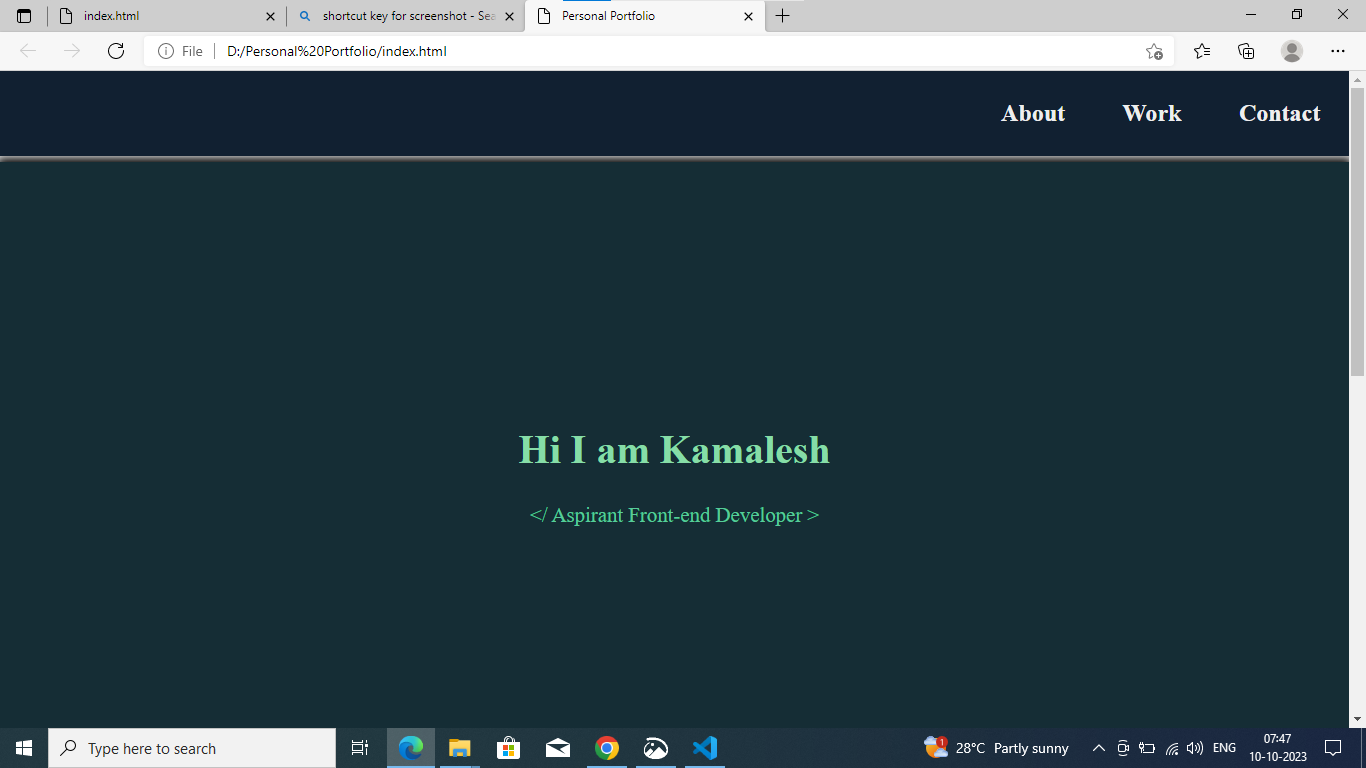 index.html
shortcut key for screenshot - Sea
Personal Portfolio
File
D:/Personal%20Portfolio/index.html
About
Work
Contact
Hi I am Kamalesh
</ Aspirant Front-end Developer >
Type here to search
1
28°C Partly sunny
ENG
07:47
10-10-2023